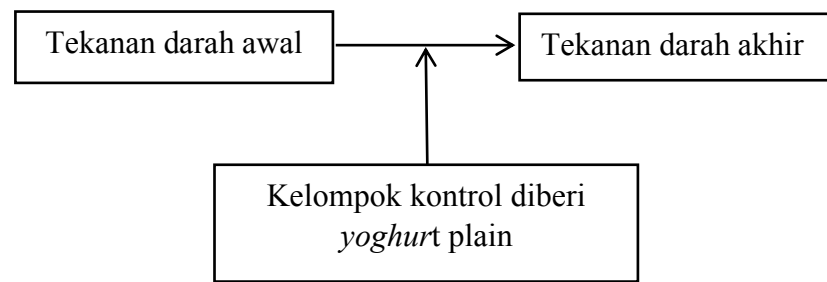 Tekanan darah awal
Tekanan darah akhir
Kelompok kontrol diberi
yoghurt plain